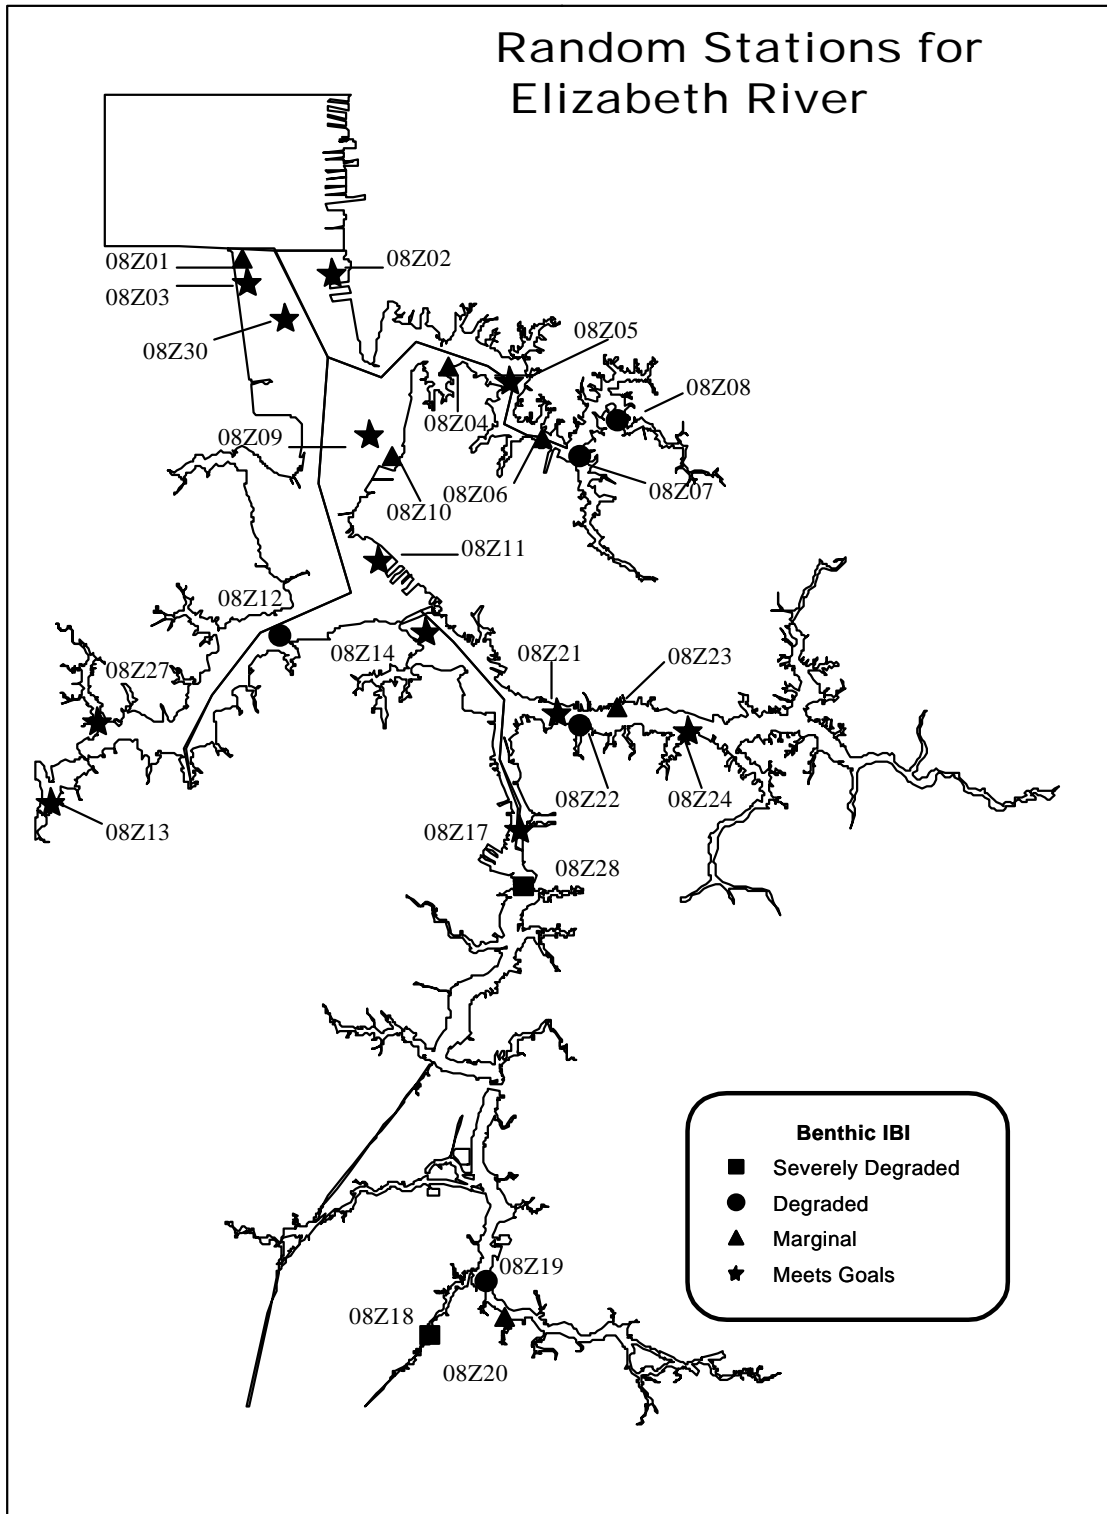 Random Stations for
Elizabeth River
08Z01
08Z02
08Z03
08Z30
08Z05
08Z08
08Z04
08Z09
08Z06
08Z07
08Z10
08Z11
08Z12
08Z14
08Z21
08Z23
08Z27
08Z22
08Z24
08Z13
08Z17
08Z28
Benthic IBI
Severely Degraded
Degraded
Marginal
Meets Goals
08Z19
08Z18
08Z20